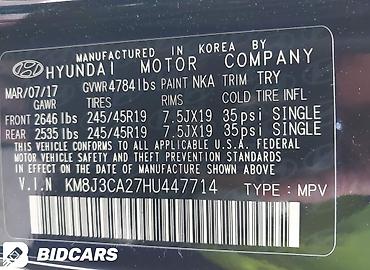 MANUFACTURED IN KOREA BY
HYUNDAI MOTOR COMPANY
MAR/07/17 GVWR 4784 lbs PAINT NKA TRIM TRY
GAWR TIRES RIMS COLD TIRE INFL
FRONT 2646 lbs 245/45R19 7.5JX19 35psi SINGLE
REAR 2535 lbs 245/45R19 7.5JX19 35psi SINGLE
THIS VEHICLE CONFORMS TO ALL APPLICABLE
U.S.A. FEDERAL MOTOR VEHICLE SAFETY STANDARDS
IN EFFECT ON THE DATE OF MANUFACTURE SHOWN ABOVE.
V.I.N KM8J3CA27HU447714 TYPE : MPV
BIDCARS